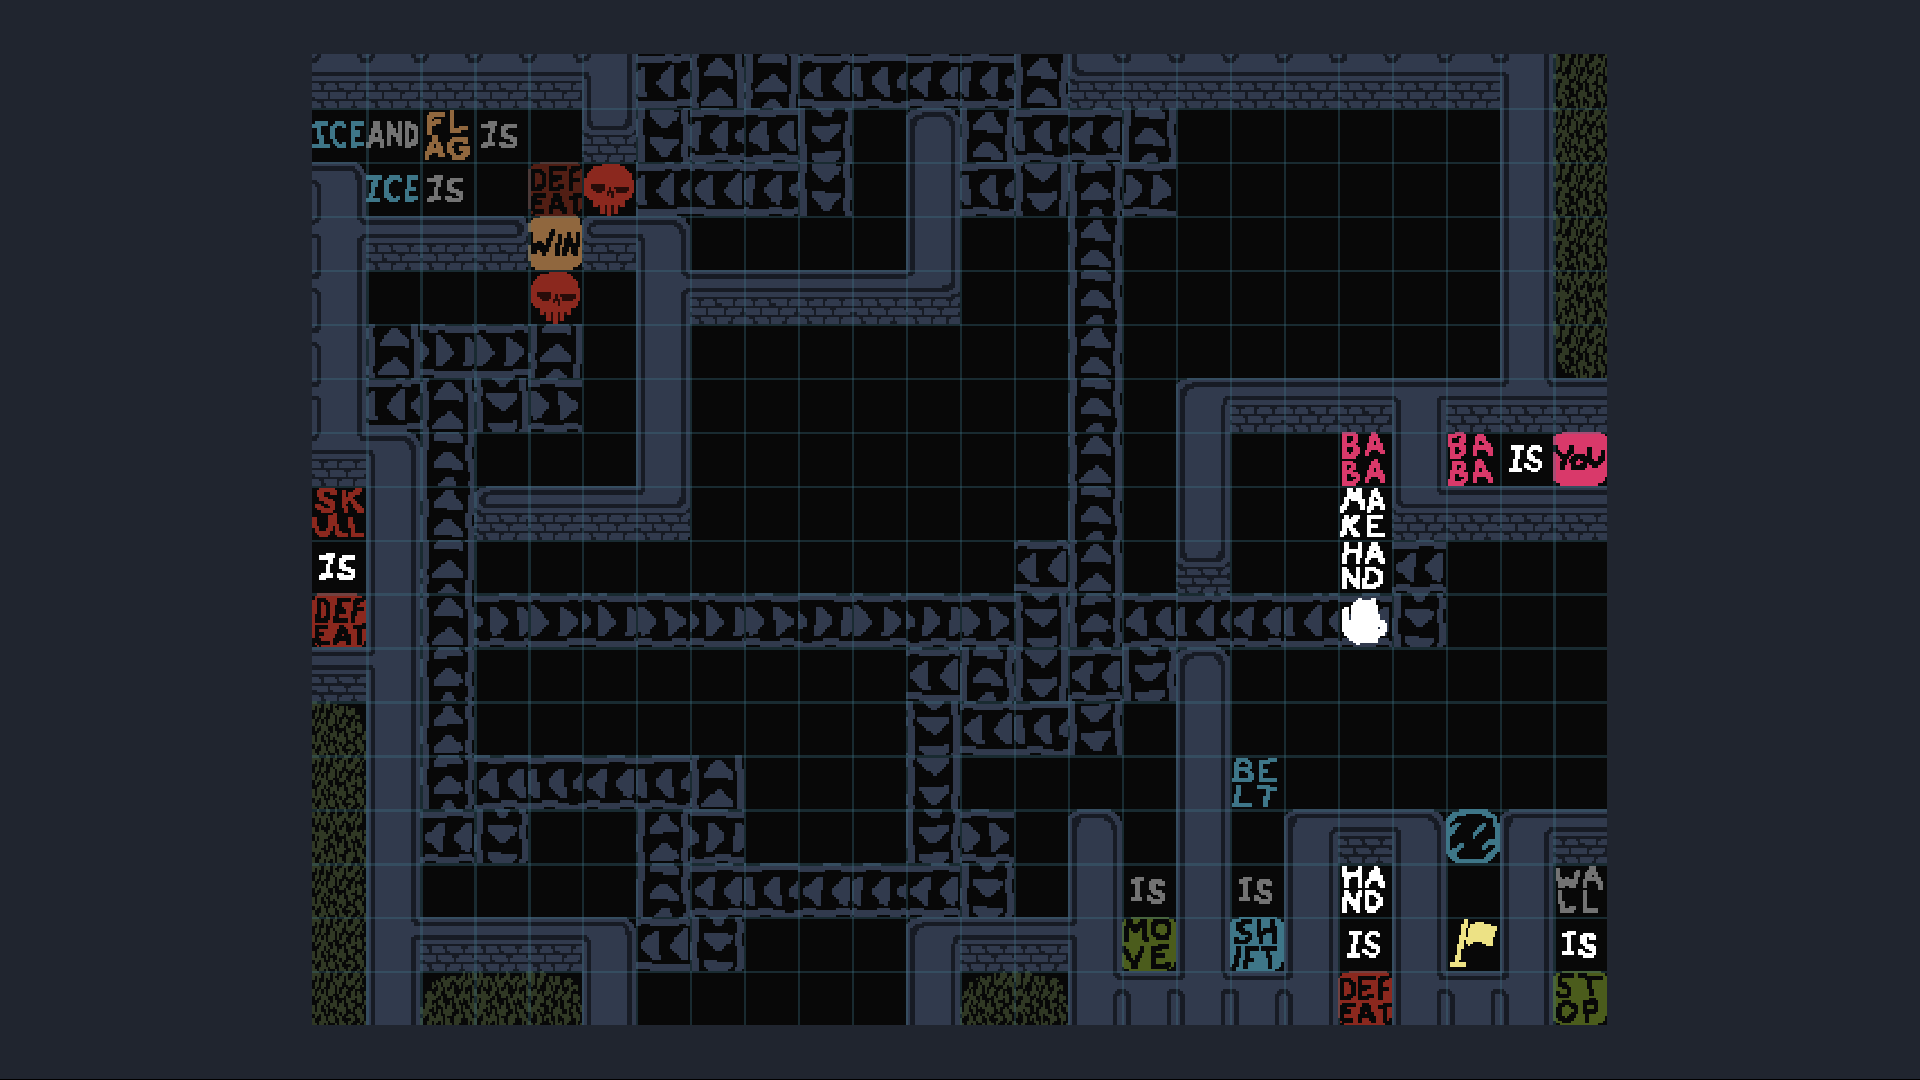 ICE AND FLAG IS
ICE IS DEFEAT
WIN
BABA BABA IS YOU
MAKE
HAND
SKULL
IS
DEFEAT
BELT
IS IS HAND WALL
MOVE SHIFT IS IS
DEFEAT STOP